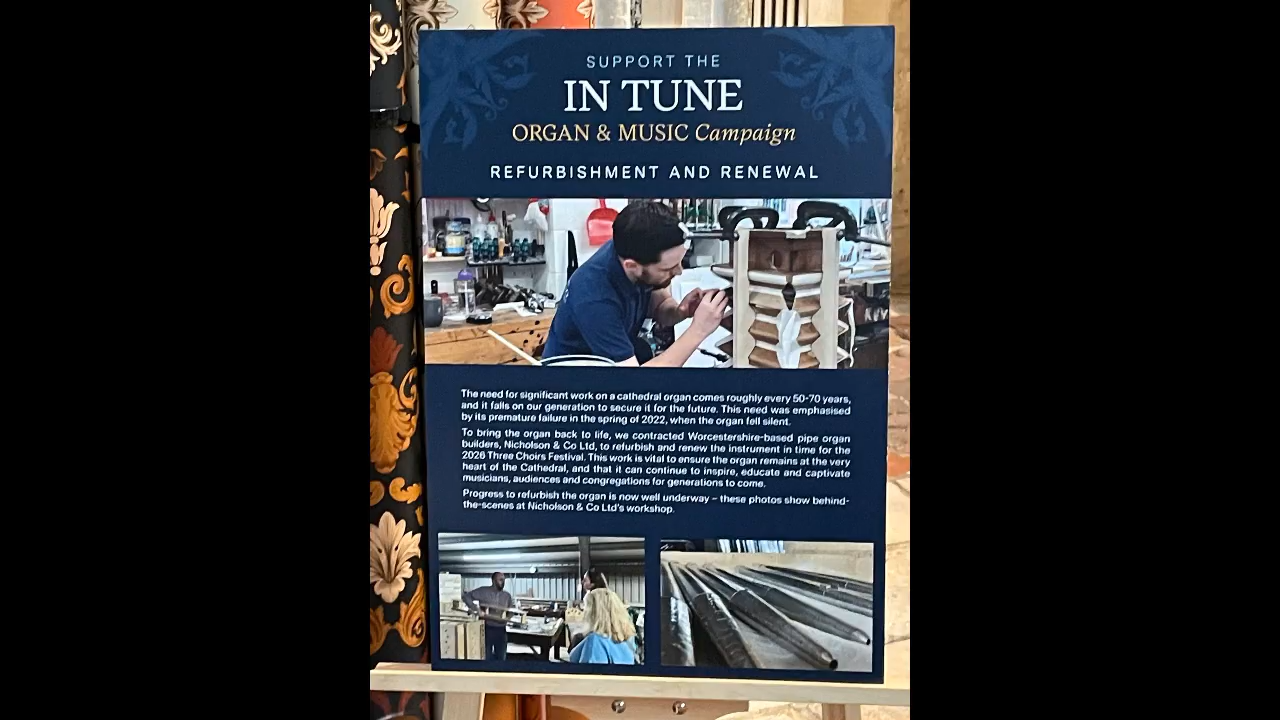 SUPPORT THE
IN TUNE
ORGAN & MUSIC Campaign
REFURBISHMENT AND RENEWAL
The need for significant work on a cathedral organ comes roughly every 50-70 years,
and it falls on our generation to secure it for the future. This need was emphasised
by its premature failure in the spring of 2022, when the organ fell silent.
To bring the organ back to life, we contracted Worcestershire-based pipe organ
builders, Nicholson & Co Ltd, to refurbish and renew the instrument in time for the
2026 Three Choirs Festival. This work is vital to ensure the organ remains at the very
heart of the Cathedral, and that it can continue to inspire, educate and captivate
musicians, audiences and congregations for generations to come.
Progress to refurbish the organ is now well underway – these photos show behind-
the-scenes at Nicholson & Co Ltd's workshop.